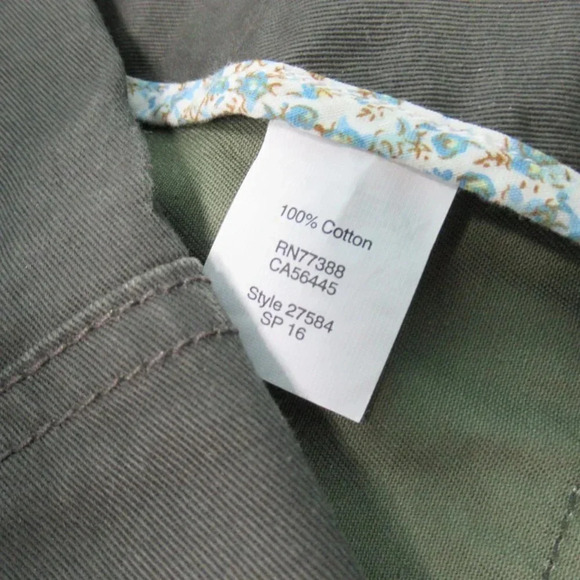 100% Cotton
RN77388
CA56445
Style 27584
SP 16